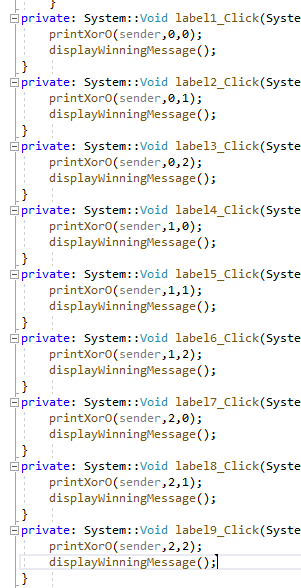 }
private: System::Void label1_Click(Syste
printXorO(sender,0,0);
displayWinningMessage();
}
private: System::Void label2_Click(Syste
printXorO(sender,0,1);
displayWinningMessage();
}
private: System::Void label3_Click(Syste
printXorO(sender,0,2);
displayWinningMessage();
}
private: System::Void label4_Click(Syste
printXorO(sender,1,0);
displayWinningMessage();
}
private: System::Void label5_Click(Syste
printXorO(sender,1,1);
displayWinningMessage();
}
private: System::Void label6_Click(Syste
printXorO(sender,1,2);
displayWinningMessage();
}
private: System::Void label7_Click(Syste
printXorO(sender,2,0);
displayWinningMessage();
}
private: System::Void label8_Click(Syste
printXorO(sender,2,1);
displayWinningMessage();
}
private: System::Void label9_Click(Syste
printXorO(sender,2,2);
displayWinningMessage();
}